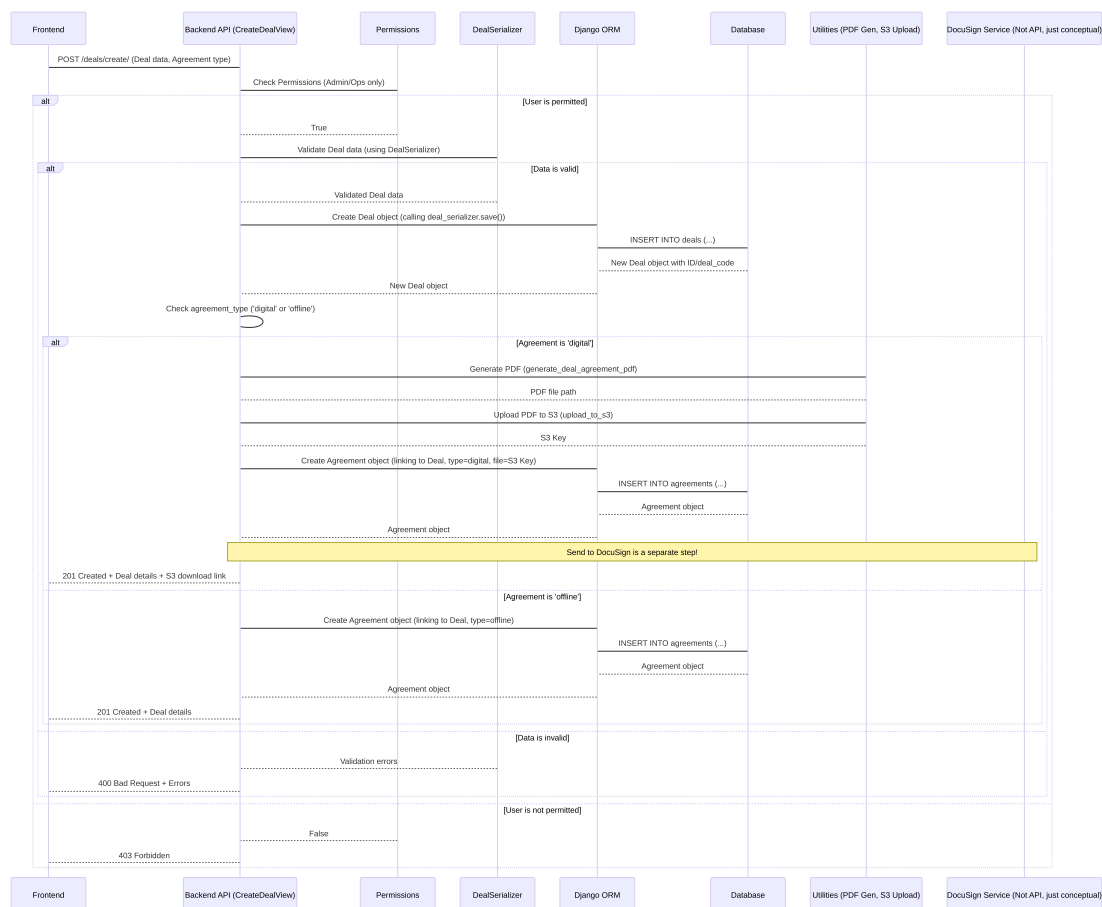 Frontend
Backend API (CreateDealView)
Permissions
DealSerializer
Django ORM
Database
Utilities (PDF Gen, S3 Upload)
DocuSign Service (Not API, just conceptual)
POST /deals/create/ (Deal data, Agreement type)
Check Permissions (Admin/Ops only)
alt
[User is permitted]
True
Validate Deal data (using DealSerializer)
alt
[Data is valid]
Validated Deal data
Create Deal object (calling deal_serializer.save())
INSERT INTO deals (...)
New Deal object with ID/deal_code
New Deal object
Check agreement_type ('digital' or 'offline')
alt
[Agreement is 'digital']
Generate PDF (generate_deal_agreement_pdf)
PDF file path
Upload PDF to S3 (upload_to_s3)
S3 Key
Create Agreement object (linking to Deal, type=digital, file=S3 Key)
INSERT INTO agreements (...)
Agreement object
Agreement object
Send to DocuSign is a separate step!
201 Created + Deal details + S3 download link
[Agreement is 'offline']
Create Agreement object (linking to Deal, type=offline)
INSERT INTO agreements (...)
Agreement object
Agreement object
201 Created + Deal details
[Data is invalid]
Validation errors
400 Bad Request + Errors
[User is not permitted]
False
403 Forbidden
Frontend
Backend API (CreateDealView)
Permissions
DealSerializer
Django ORM
Database
Utilities (PDF Gen, S3 Upload)
DocuSign Service (Not API, just conceptual)